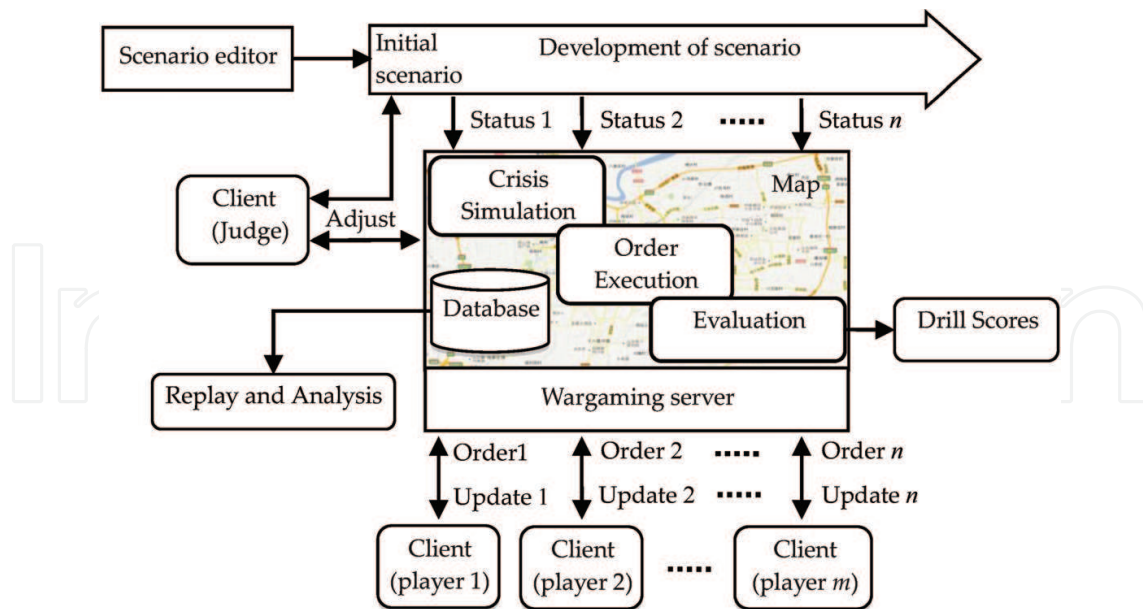 Scenario editor
Initial
scenario
Development of scenario
Status 1
Status 2
Status n
Client
(Judge)
Adjust
Crisis
Simulation
Map
Order
Execution
Database
Evaluation
Drill Scores
Replay and Analysis
Wargaming server
Order1
Order 2
Order n
Update 1
Update 2
Update n
Client
(player 1)
Client
(player 2)
Client
(player m)